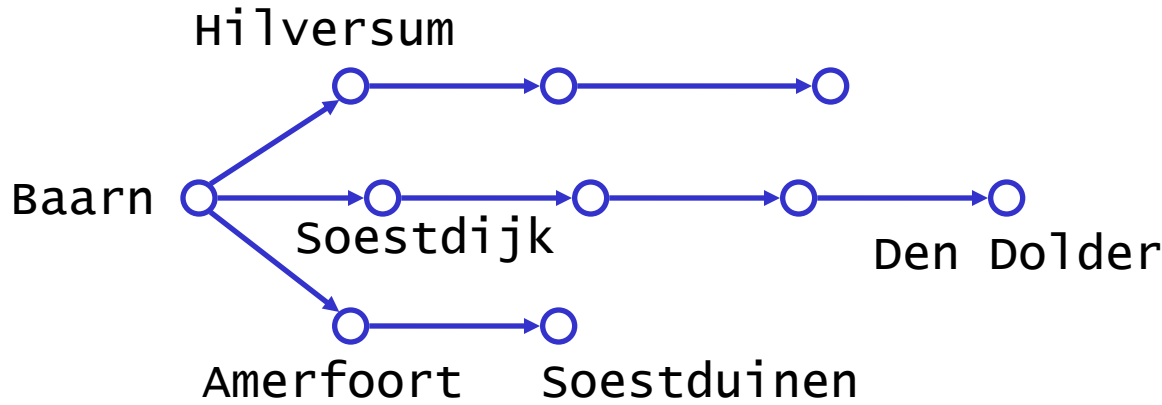 Hilversum
Baarn
Soestdijk
Den Dolder
Amerfoort
Soestduinen